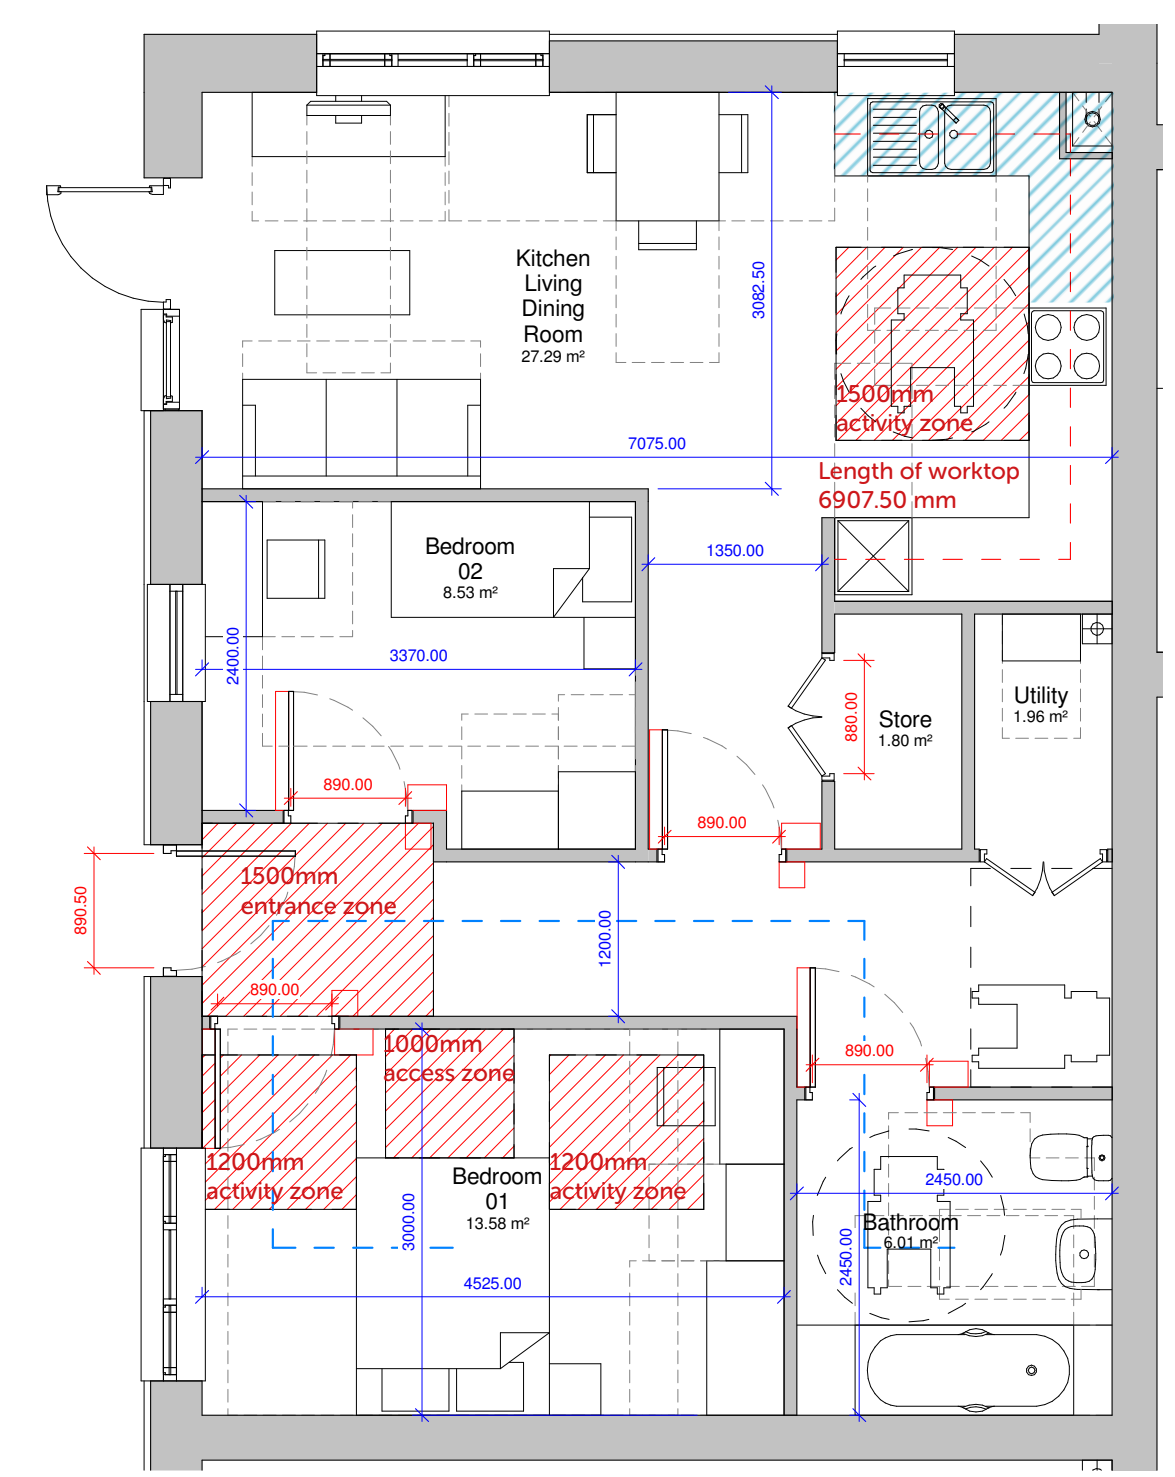 Kitchen
Living
Dining
Room
27.29 m²
3082.50
1500mm
activity zone
7075.00
Length of worktop
6907.50 mm
Bedroom
02
8.53 m²
1350.00
2400.00
3370.00
880.00
Store
1.80 m²
Utility
1.96 m²
890.00
890.00
1500mm
entrance zone
890.50
1200.00
890.00
1000mm
access zone
890.00
1200mm
activity zone
Bedroom
01
13.58 m²
1200mm
activity zone
3000.00
2450.00
Bathroom
6.01 m²
2450.00
4525.00